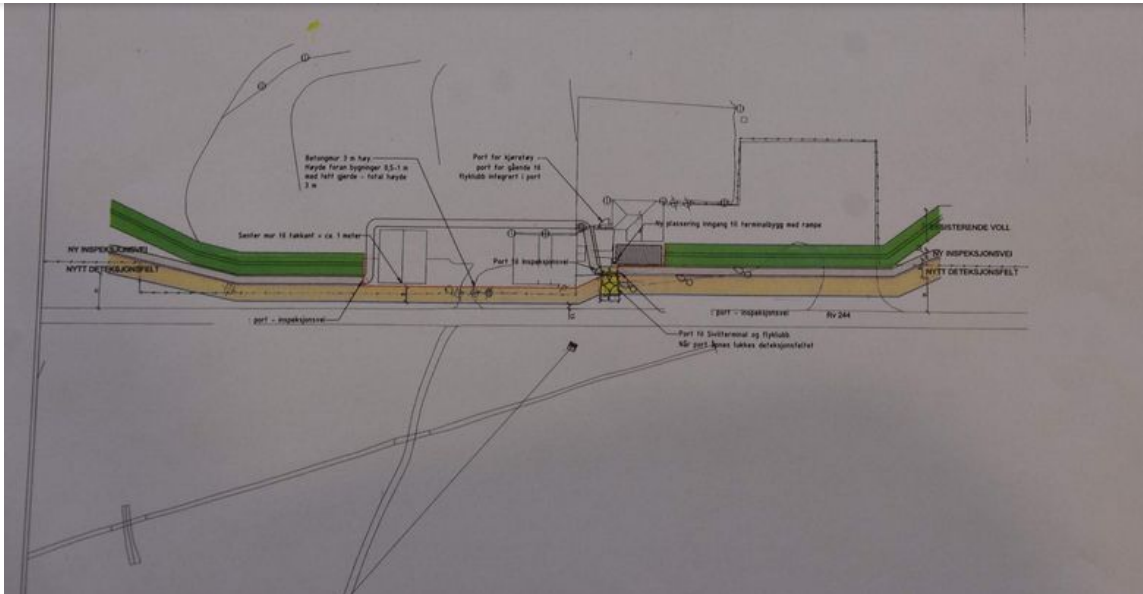 Betongmur 3 m høy
Høyde foran bygninger 0,5-1 m
med tett gjerde - total høyde
3 m
Port for kjøretøy
port for gående til
flyklubb integrert i port
Ny plassering inngang til terminalbygg med rampe
Senter mur til takkant = ca. 1 meter
EKSISTERENDE VOLL
NY INSPEKSJONSVEI
NY INSPEKSJONSVEI
Port til inspeksjonsvei
NYTT DETEKSJONSFELT
NYTT DETEKSJONSFELT
port - inspeksjonsvei
port - inspeksjonsvei
Rv 244
Port til Sivilterminal og flyklubb
Når port åpnes lukkes deteksjonsfeltet